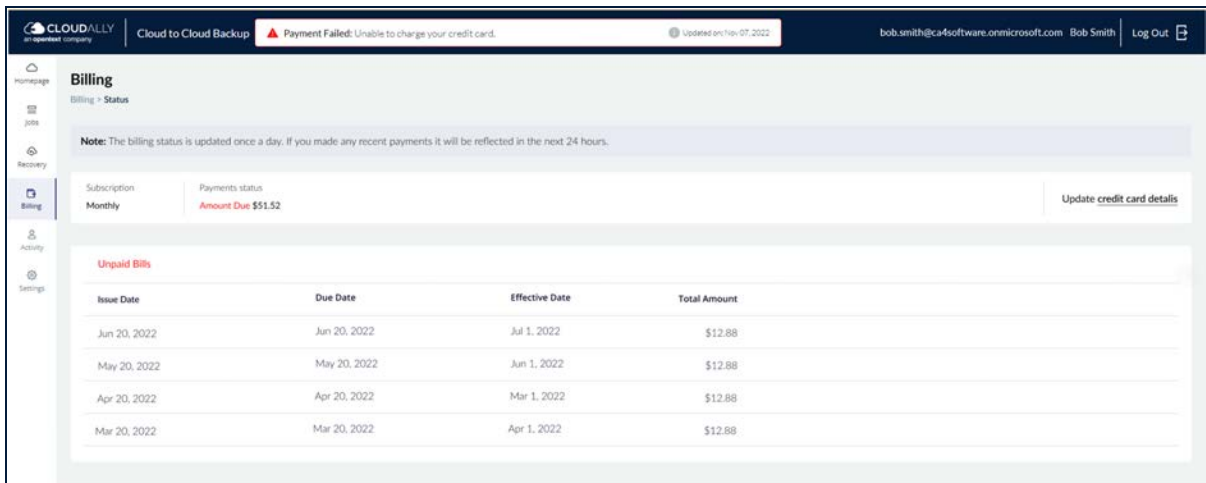 CLOUDALLY
an opentext company
Cloud to Cloud Backup
Payment Failed: Unable to charge your credit card.
Updated on: Nov 07, 2022
bob.smith@ca4software.onmicrosoft.com Bob Smith
Log Out
Homepage
Jobs
Recovery
Billing
Activity
Settings
Billing
Billing > Status
Note: The billing status is updated once a day. If you made any recent payments it will be reflected in the next 24 hours.
Subscription
Monthly
Payments status
Amount Due $51.52
Update credit card detalis
Unpaid Bills
Issue Date Due Date Effective Date Total Amount
Jun 20, 2022 Jun 20, 2022 Jul 1, 2022 $12.88
May 20, 2022 May 20, 2022 Jun 1, 2022 $12.88
Apr 20, 2022 Apr 20, 2022 Mar 1, 2022 $12.88
Mar 20, 2022 Mar 20, 2022 Apr 1, 2022 $12.88